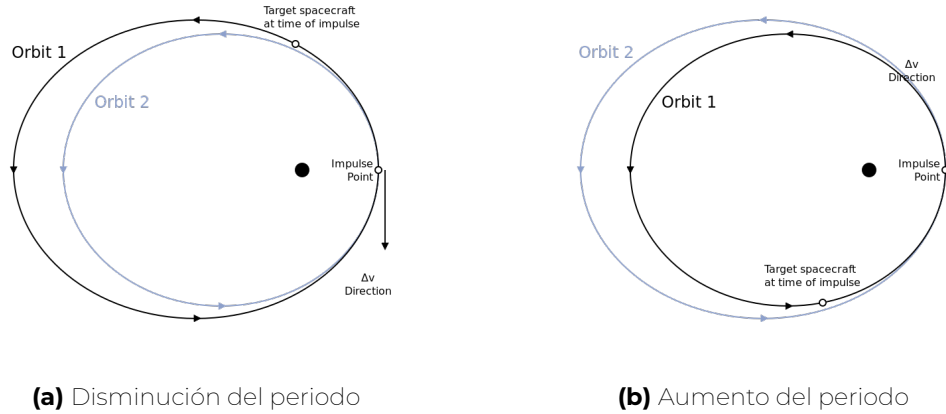 Target spacecraft
at time of impulse
Orbit 1
Orbit 2
Impulse
Point
Δv
Direction
(a) Disminución del periodo
Orbit 2
Δv
Direction
Orbit 1
Impulse
Point
Target spacecraft
at time of impulse
(b) Aumento del periodo